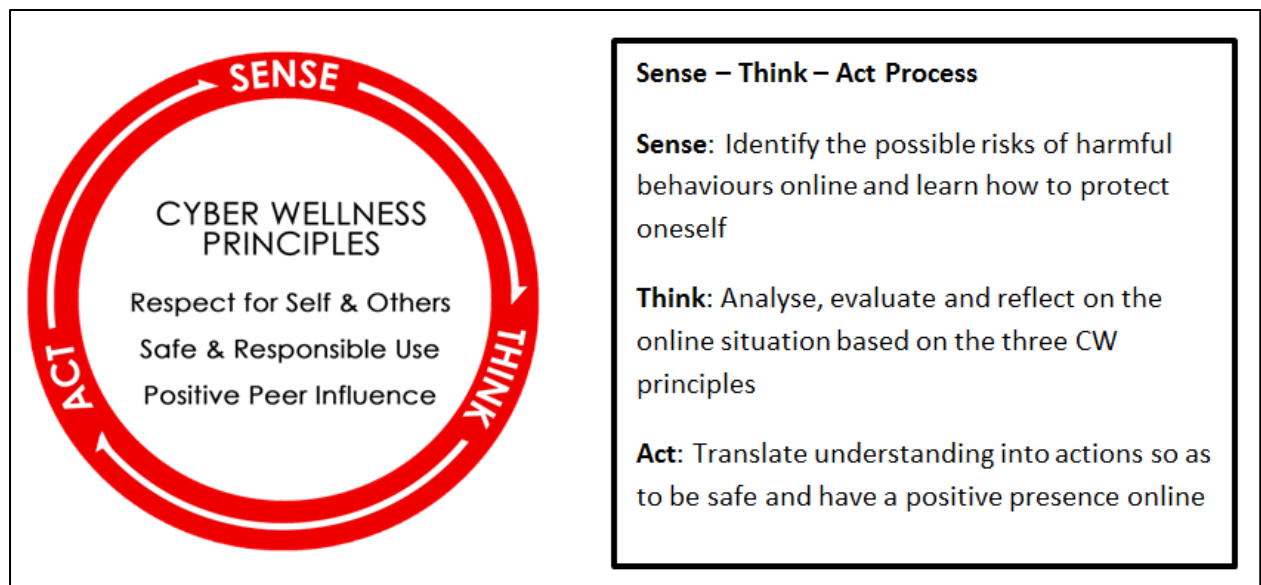 SENSE
THINK
ACT
CYBER WELLNESS
PRINCIPLES
Respect for Self & Others
Safe & Responsible Use
Positive Peer Influence
Sense – Think – Act Process
Sense: Identify the possible risks of harmful
behaviours online and learn how to protect
oneself
Think: Analyse, evaluate and reflect on the
online situation based on the three CW
principles
Act: Translate understanding into actions so as
to be safe and have a positive presence online